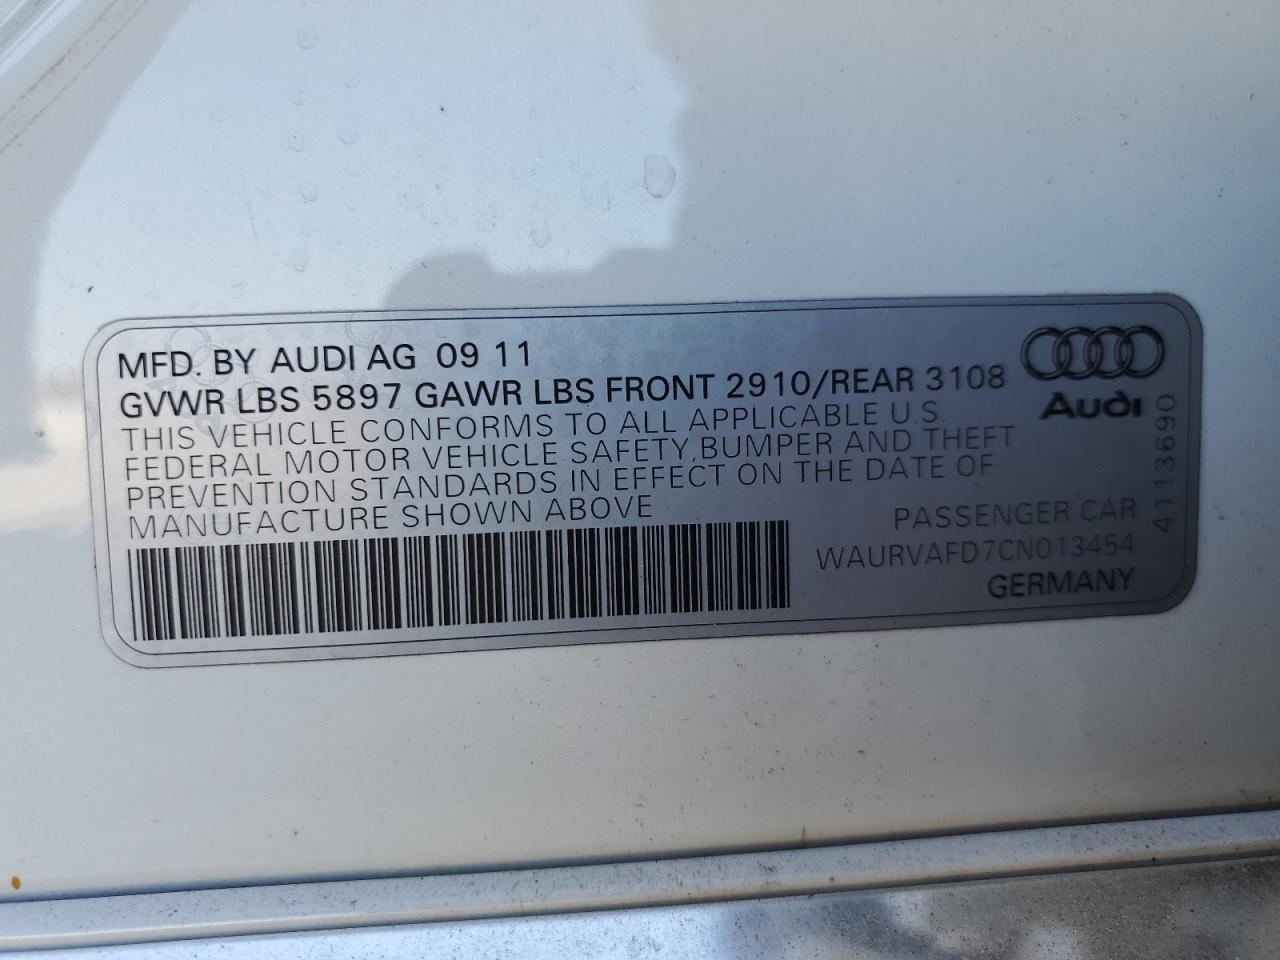 MFD. BY AUDI AG 09 11
GVWR LBS 5897 GAWR LBS FRONT 2910/REAR 3108
THIS VEHICLE CONFORMS TO ALL APPLICABLE U.S.
FEDERAL MOTOR VEHICLE SAFETY,BUMPER AND THEFT
PREVENTION STANDARDS IN EFFECT ON THE DATE OF
MANUFACTURE SHOWN ABOVE
Audi
4113690
PASSENGER CAR
WAURVAFD7CN013454
GERMANY